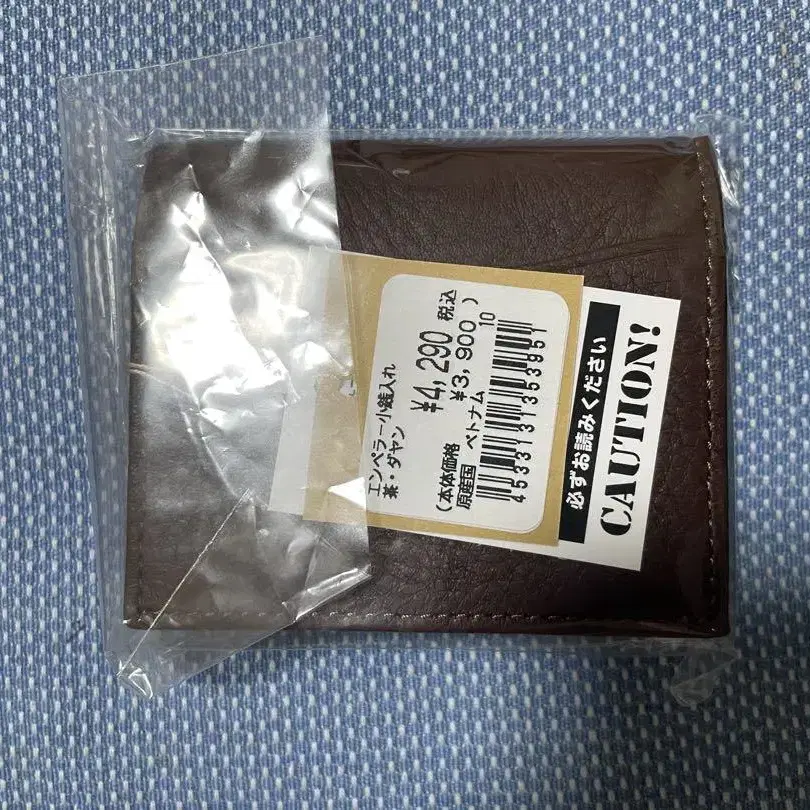 エンペラー小銭入れ
兼・ダヤン
¥4,290 税込
(本体価格 ¥3,900)
原産国 ベトナム 10
4533131353951
必ずお読みください
CAUTION!